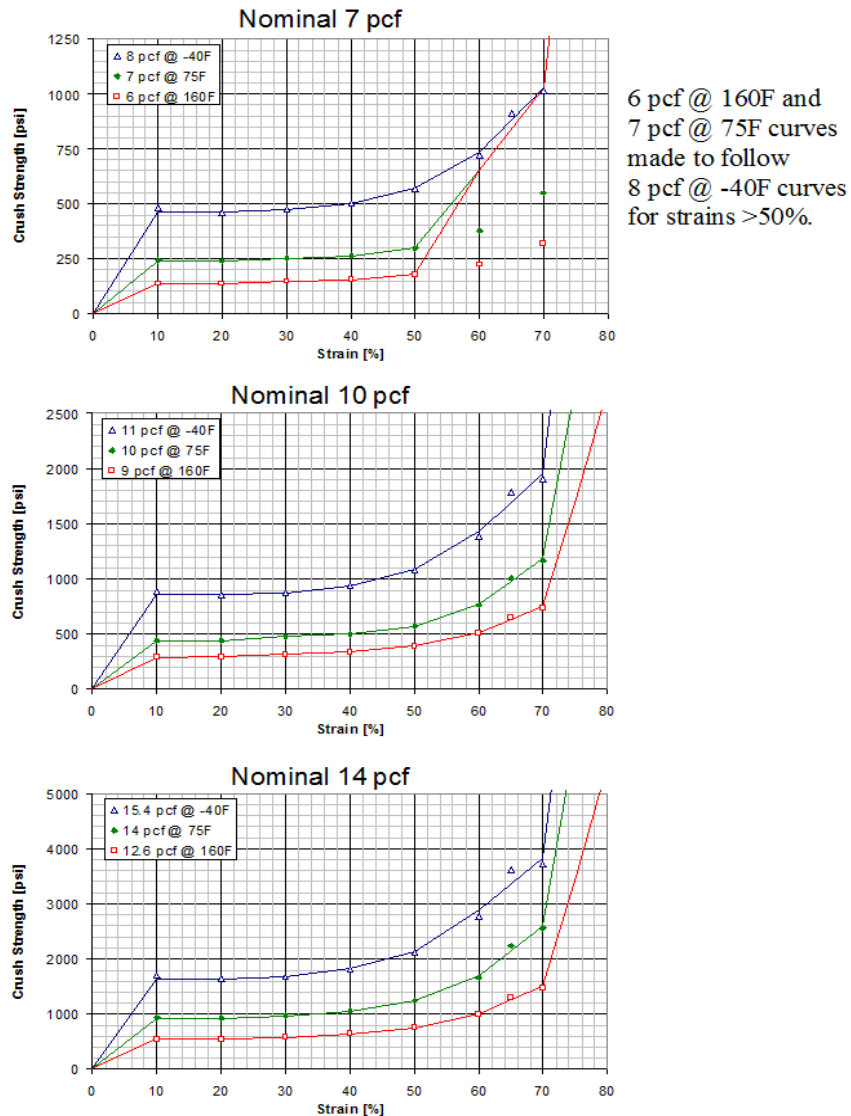 Nominal 7 pcf
Crush Strength [psi]
1250
1000
750
500
250
0
8 pcf @ -40F
7 pcf @ 75F
6 pcf @ 160F
0 10 20 30 40 50 60 70 80
Strain [%]
6 pcf @ 160F and
7 pcf @ 75F curves
made to follow
8 pcf @ -40F curves
for strains >50%.
Nominal 10 pcf
Crush Strength [psi]
2500
2000
1500
1000
500
0
11 pcf @ -40F
10 pcf @ 75F
9 pcf @ 160F
0 10 20 30 40 50 60 70 80
Strain [%]
Nominal 14 pcf
Crush Strength [psi]
5000
4000
3000
2000
1000
0
15.4 pcf @ -40F
14 pcf @ 75F
12.6 pcf @ 160F
0 10 20 30 40 50 60 70 80
Strain [%]